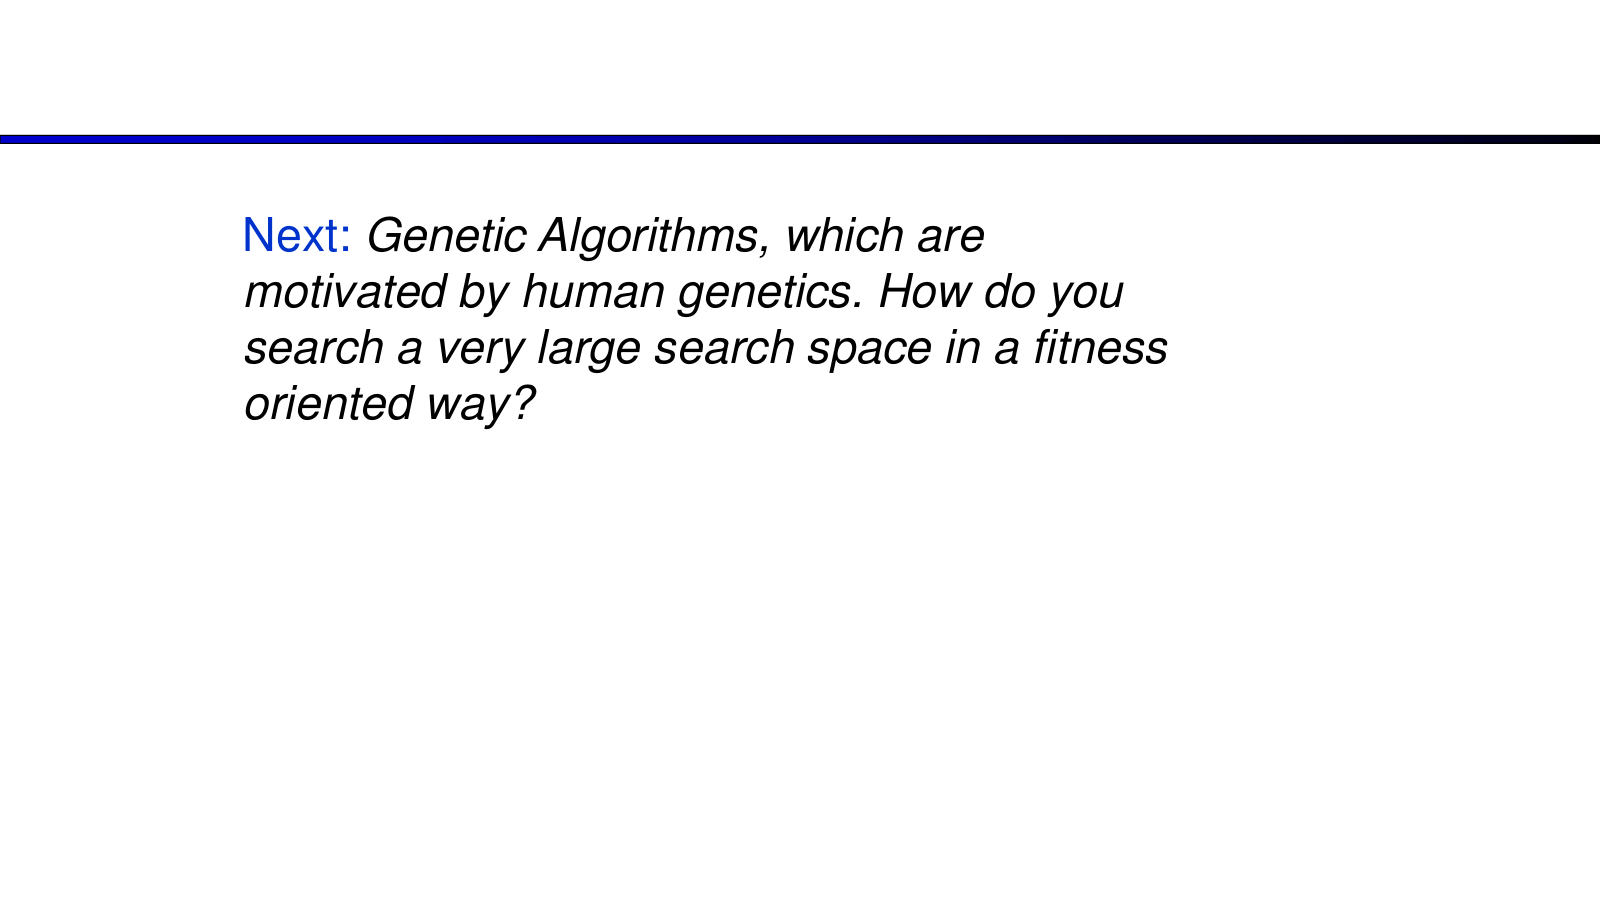 Next: Genetic Algorithms, which are
motivated by human genetics. How do you
search a very large search space in a fitness
oriented way?